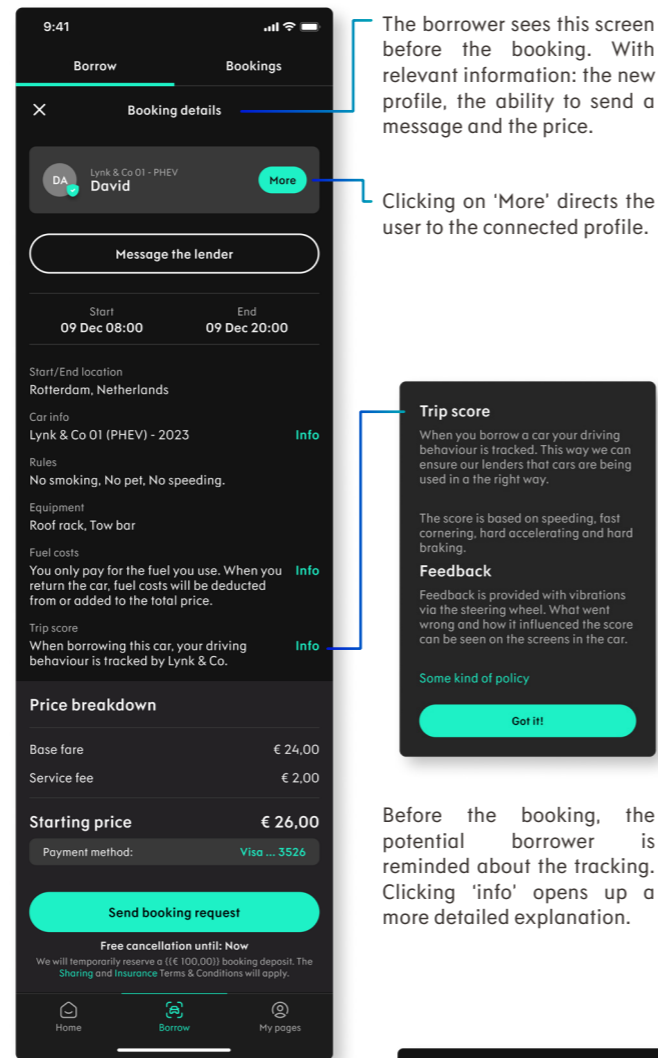 9:41
Borrow
Bookings
Booking details
DA
Lynk & Co 01 - PHEV
David
More
Message the lender
Start
09 Dec 08:00
End
09 Dec 20:00
Start/End location
Rotterdam, Netherlands
Car info
Lynk & Co 01 (PHEV) - 2023
Info
Rules
No smoking, No pet, No speeding.
Equipment
Roof rack, Tow bar
Fuel costs
You only pay for the fuel you use. When you
return the car, fuel costs will be deducted
from or added to the total price.
Info
Trip score
When borrowing this car, your driving
behaviour is tracked by Lynk & Co.
Info
Price breakdown
Base fare
€ 24,00
Service fee
€ 2,00
Starting price
€ 26,00
Payment method:
Visa ... 3526
Send booking request
Free cancellation until: Now
We will temporarily reserve a {{€ 100,00}} booking deposit. The
Sharing and Insurance Terms & Conditions will apply.
Home
Borrow
My pages
The borrower sees this screen
before the booking. With
relevant information: the new
profile, the ability to send a
message and the price.
Clicking on 'More' directs the
user to the connected profile.
Trip score
When you borrow a car your driving
behaviour is tracked. This way we can
ensure our lenders that cars are being
used in a the right way.
The score is based on speeding, fast
cornering, hard accelerating and hard
braking.
Feedback
Feedback is provided with vibrations
via the steering wheel. What went
wrong and how it influenced the score
can be seen on the screens in the car.
Some kind of policy
Got it!
Before the booking, the
potential borrower is
reminded about the tracking.
Clicking 'info' opens up a
more detailed explanation.